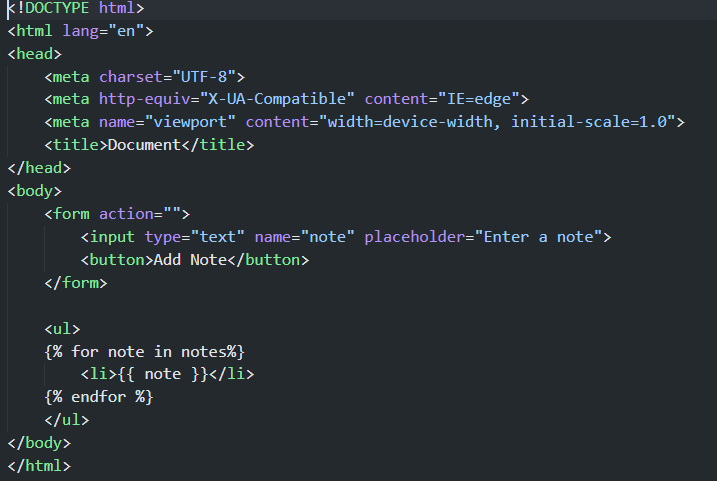 <!DOCTYPE html>
<html lang="en">
<head>
    <meta charset="UTF-8">
    <meta http-equiv="X-UA-Compatible" content="IE=edge">
    <meta name="viewport" content="width=device-width, initial-scale=1.0">
    <title>Document</title>
</head>
<body>
    <form action="">
        <input type="text" name="note" placeholder="Enter a note">
        <button>Add Note</button>
    </form>

    <ul>
    {% for note in notes%}
        <li>{{ note }}</li>
    {% endfor %}
    </ul>
</body>
</html>